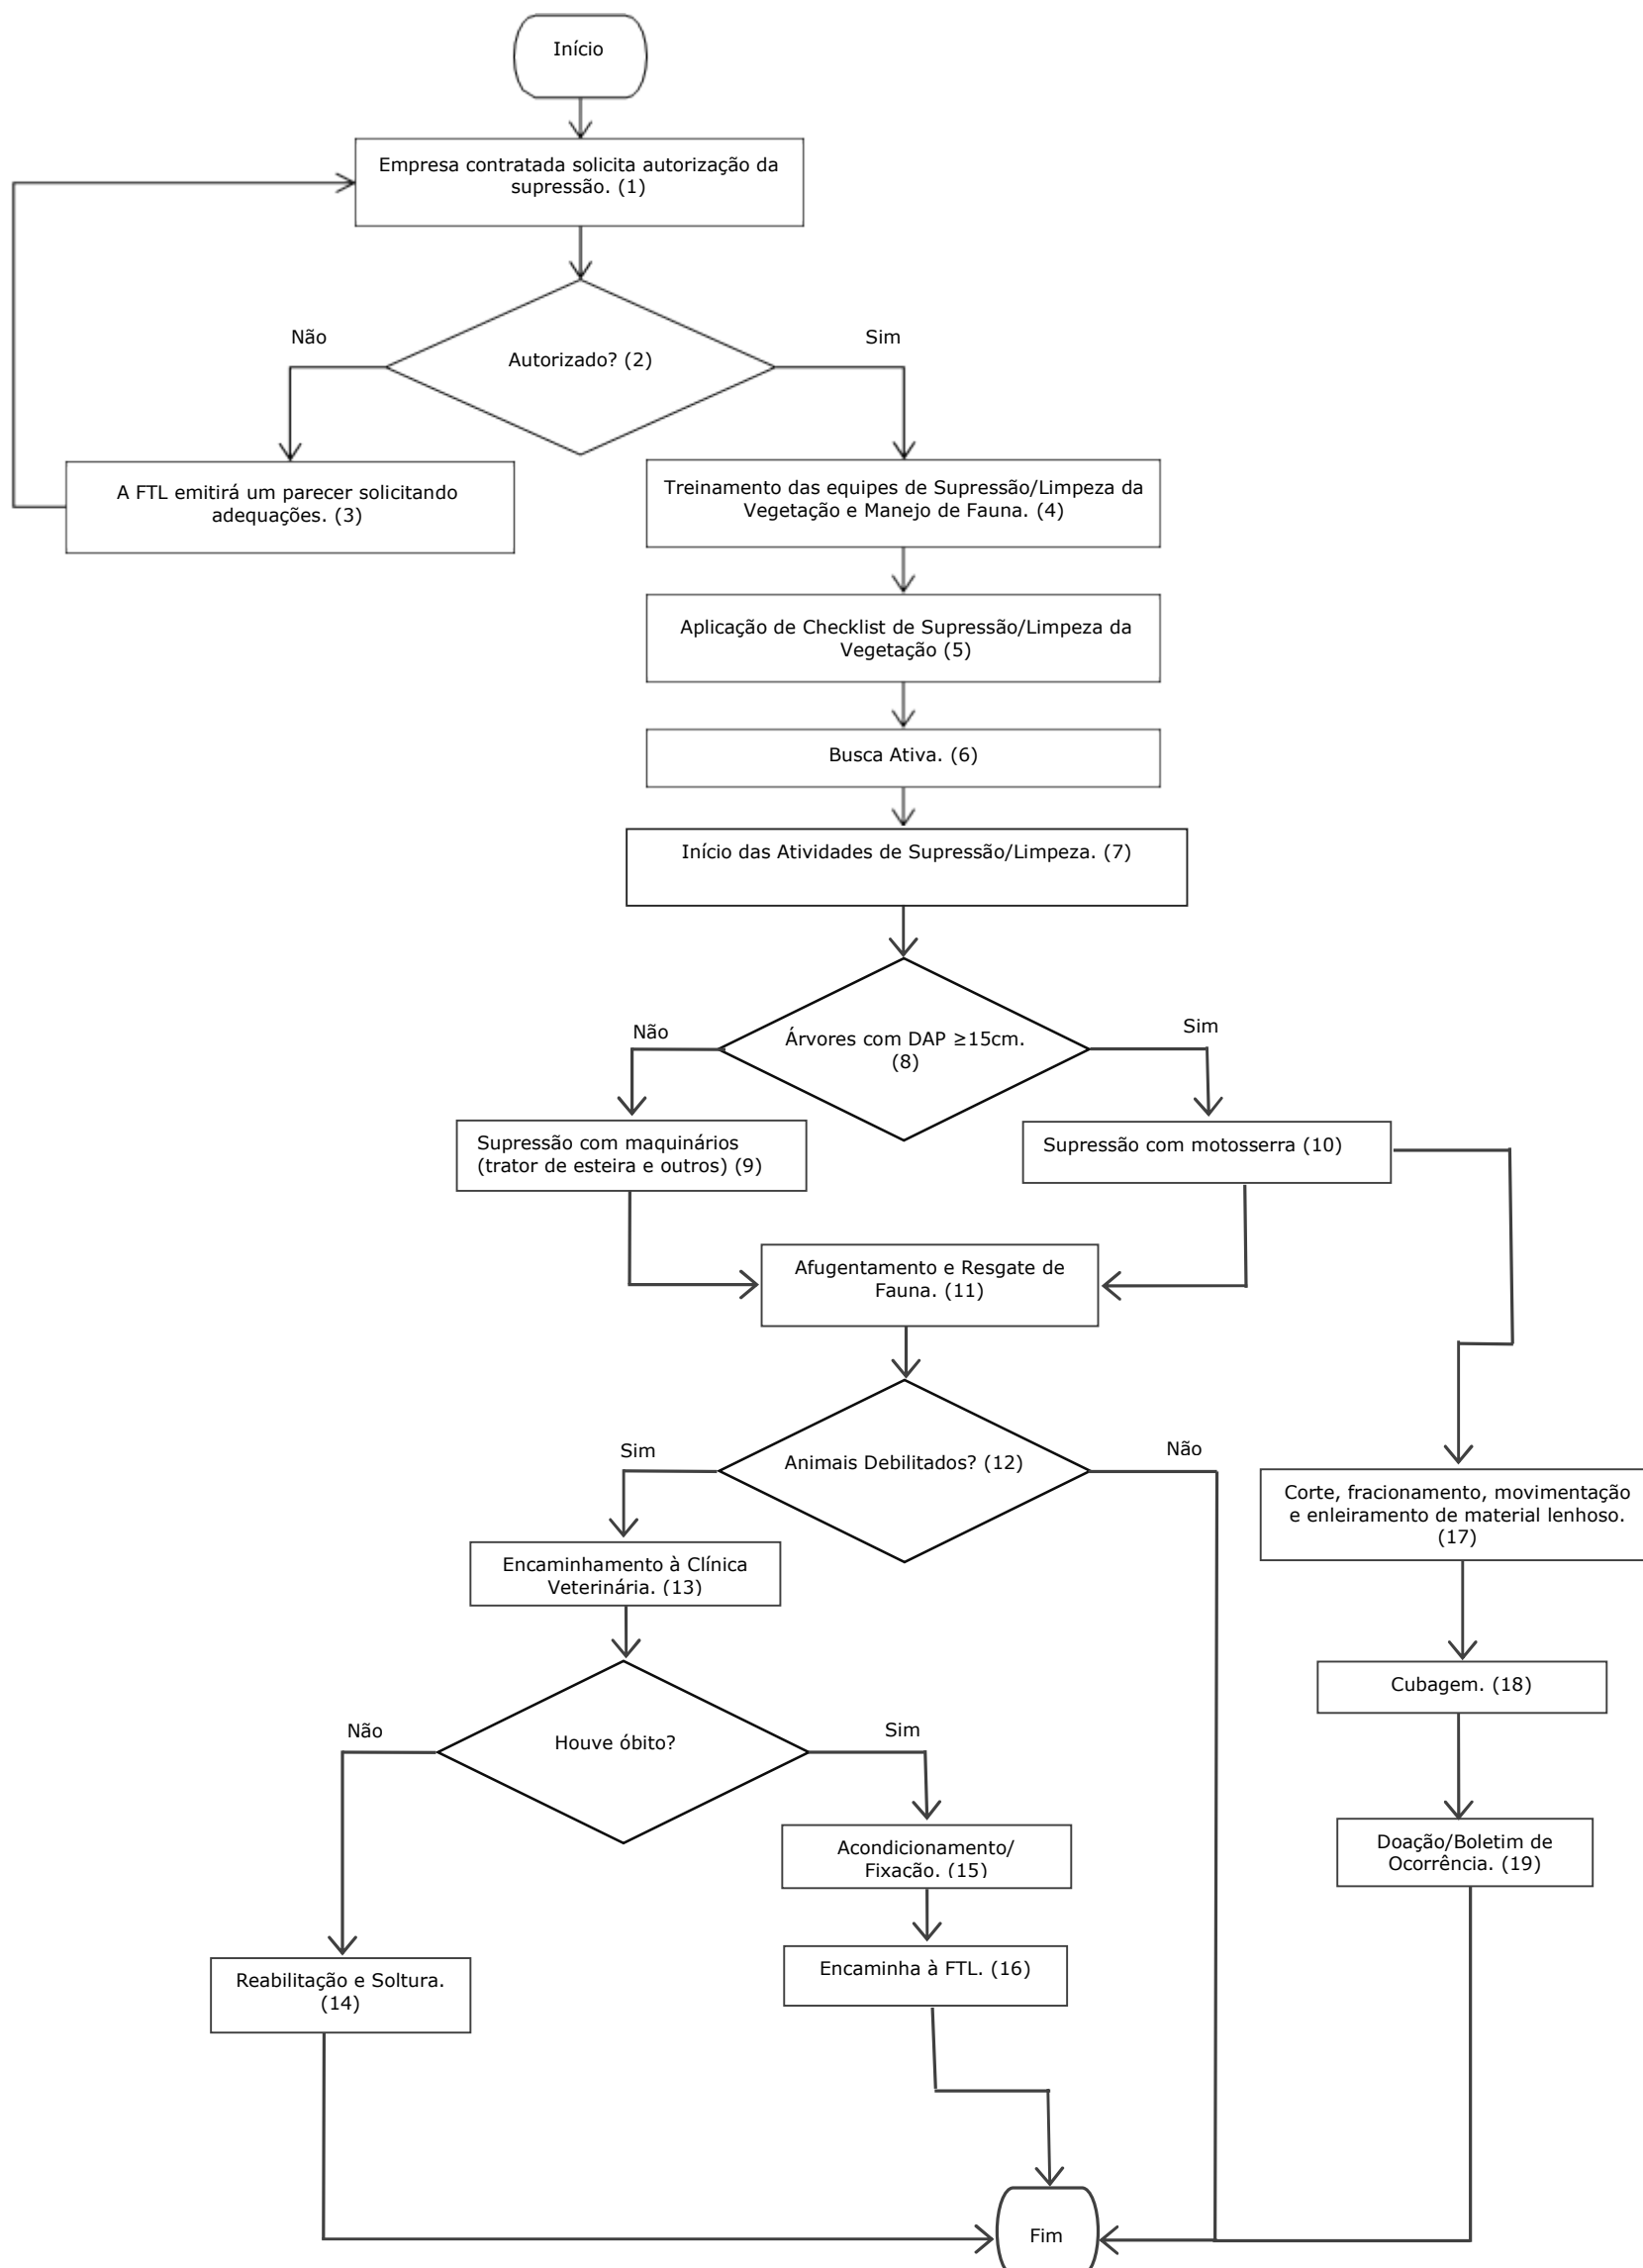 Início
Empresa contratada solicita autorização da
supressão. (1)
Não
Sim
Autorizado? (2)
A FTL emitirá um parecer solicitando
adequações. (3)
Treinamento das equipes de Supressão/Limpeza da
Vegetação e Manejo de Fauna. (4)
Aplicação de Checklist de Supressão/Limpeza da
Vegetação (5)
Busca Ativa. (6)
Início das Atividades de Supressão/Limpeza. (7)
Não
Sim
Árvores com DAP ≥15cm.
(8)
Supressão com maquinários
(trator de esteira e outros) (9)
Supressão com motosserra (10)
Afugentamento e Resgate de
Fauna. (11)
Sim
Não
Animais Debilitados? (12)
Corte, fracionamento, movimentação
e enleiramento de material lenhoso.
(17)
Encaminhamento à Clínica
Veterinária. (13)
Cubagem. (18)
Não
Sim
Houve óbito?
Acondicionamento/
Fixação. (15)
Doação/Boletim de
Ocorrência. (19)
Encaminha à FTL. (16)
Reabilitação e Soltura.
(14)
Fim